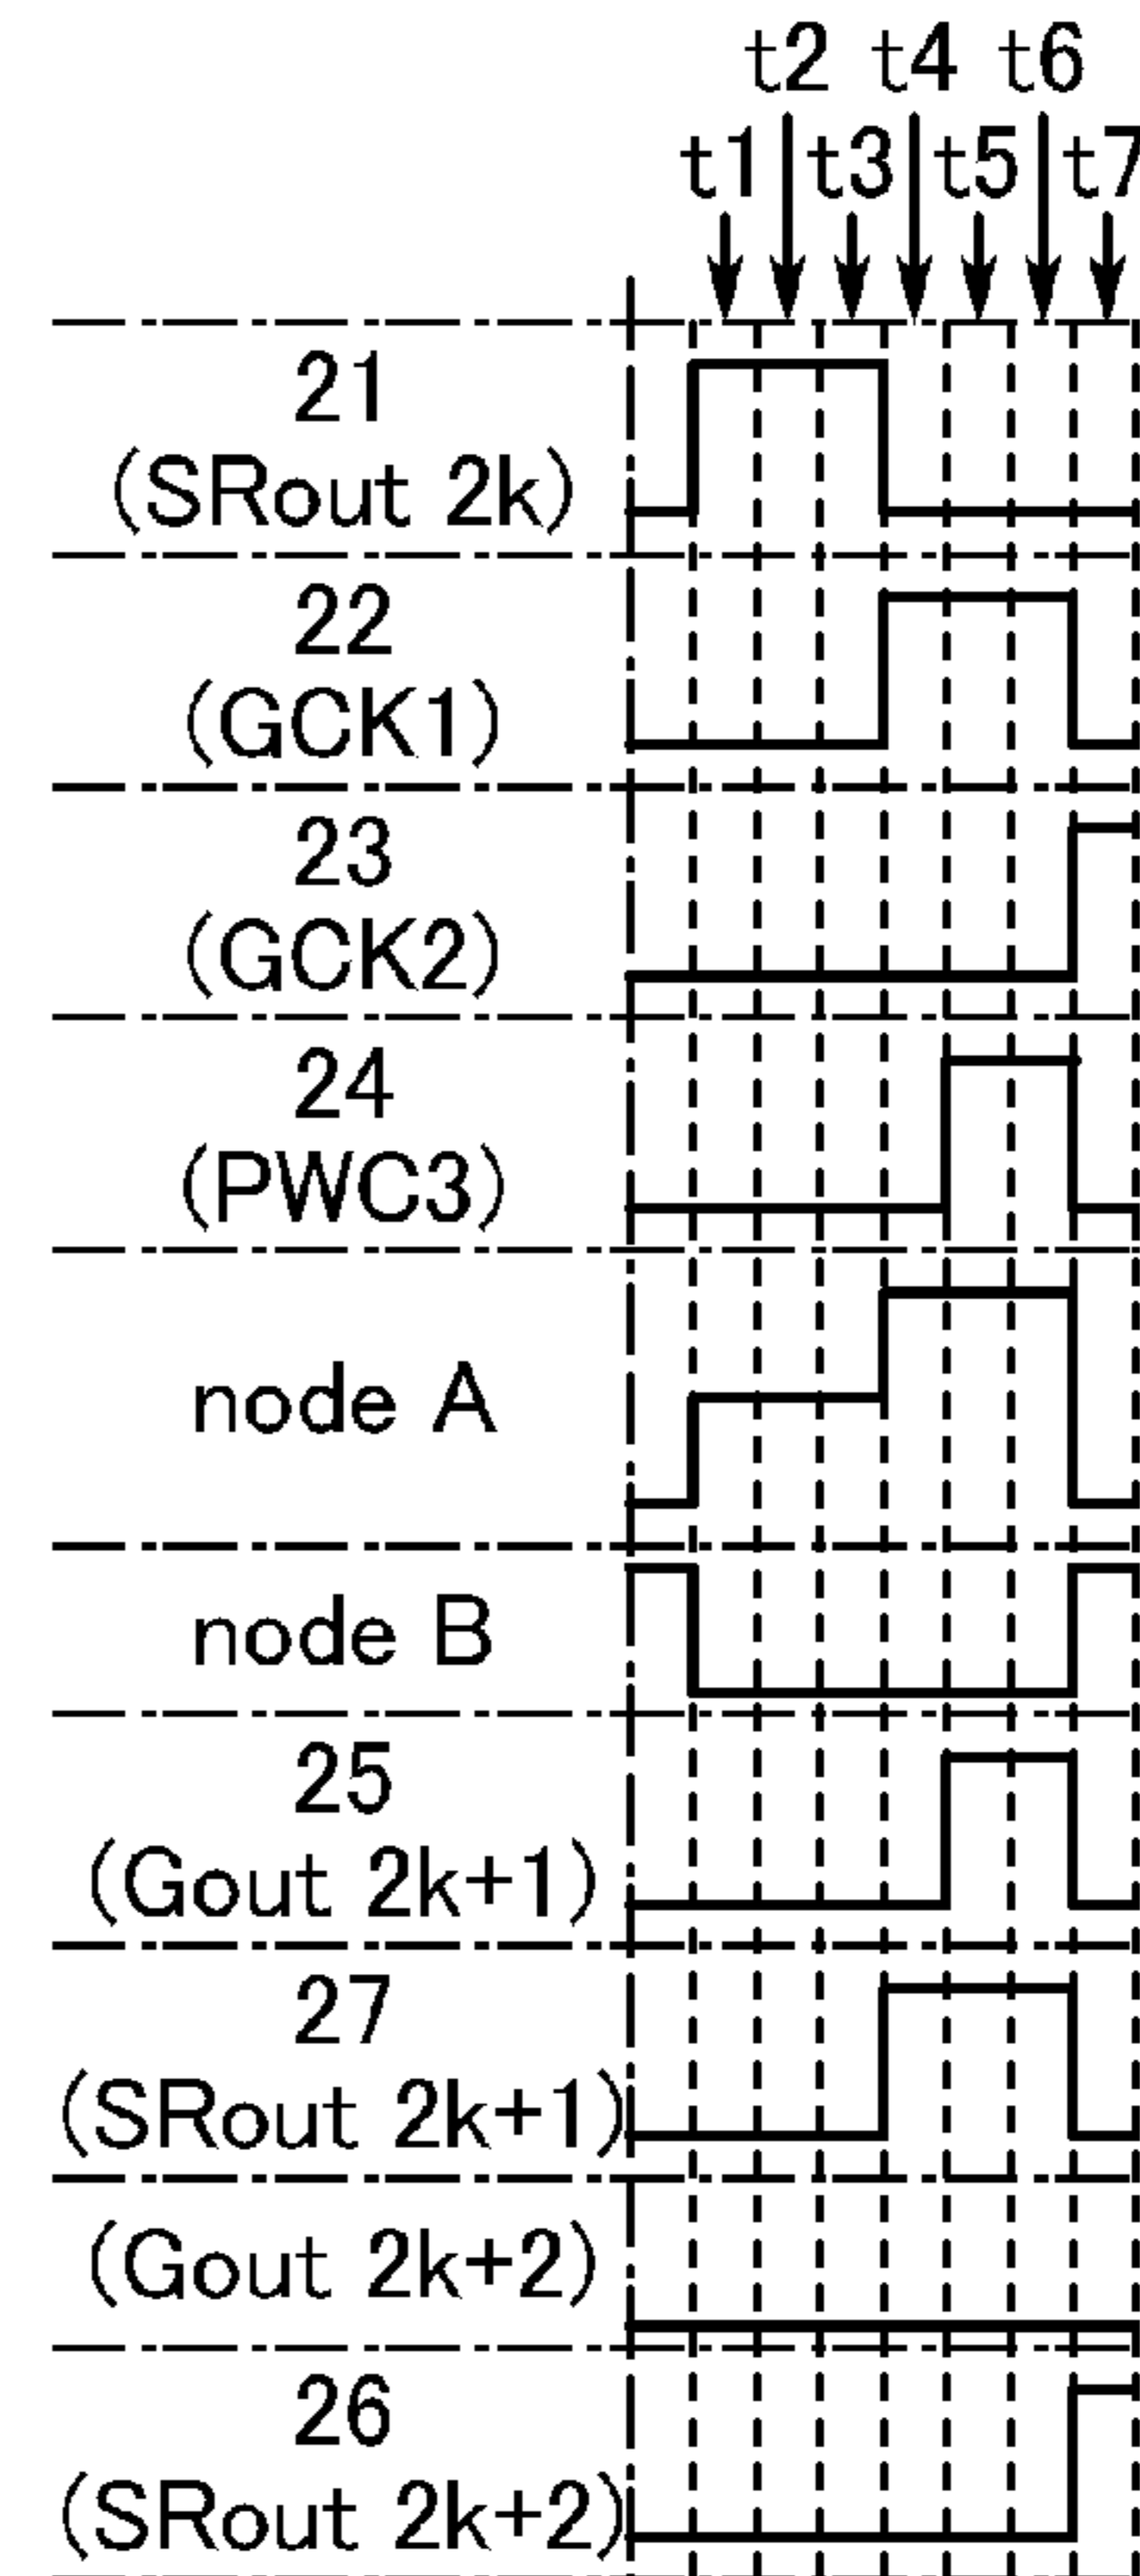 t2 t4 t6
t1 t3 t5 t7
21
(SRout 2k)
22
(GCK1)
23
(GCK2)
24
(PWC3)
node A
node B
25
(Gout 2k+1)
27
(SRout 2k+1)
(Gout 2k+2)
26
(SRout 2k+2)